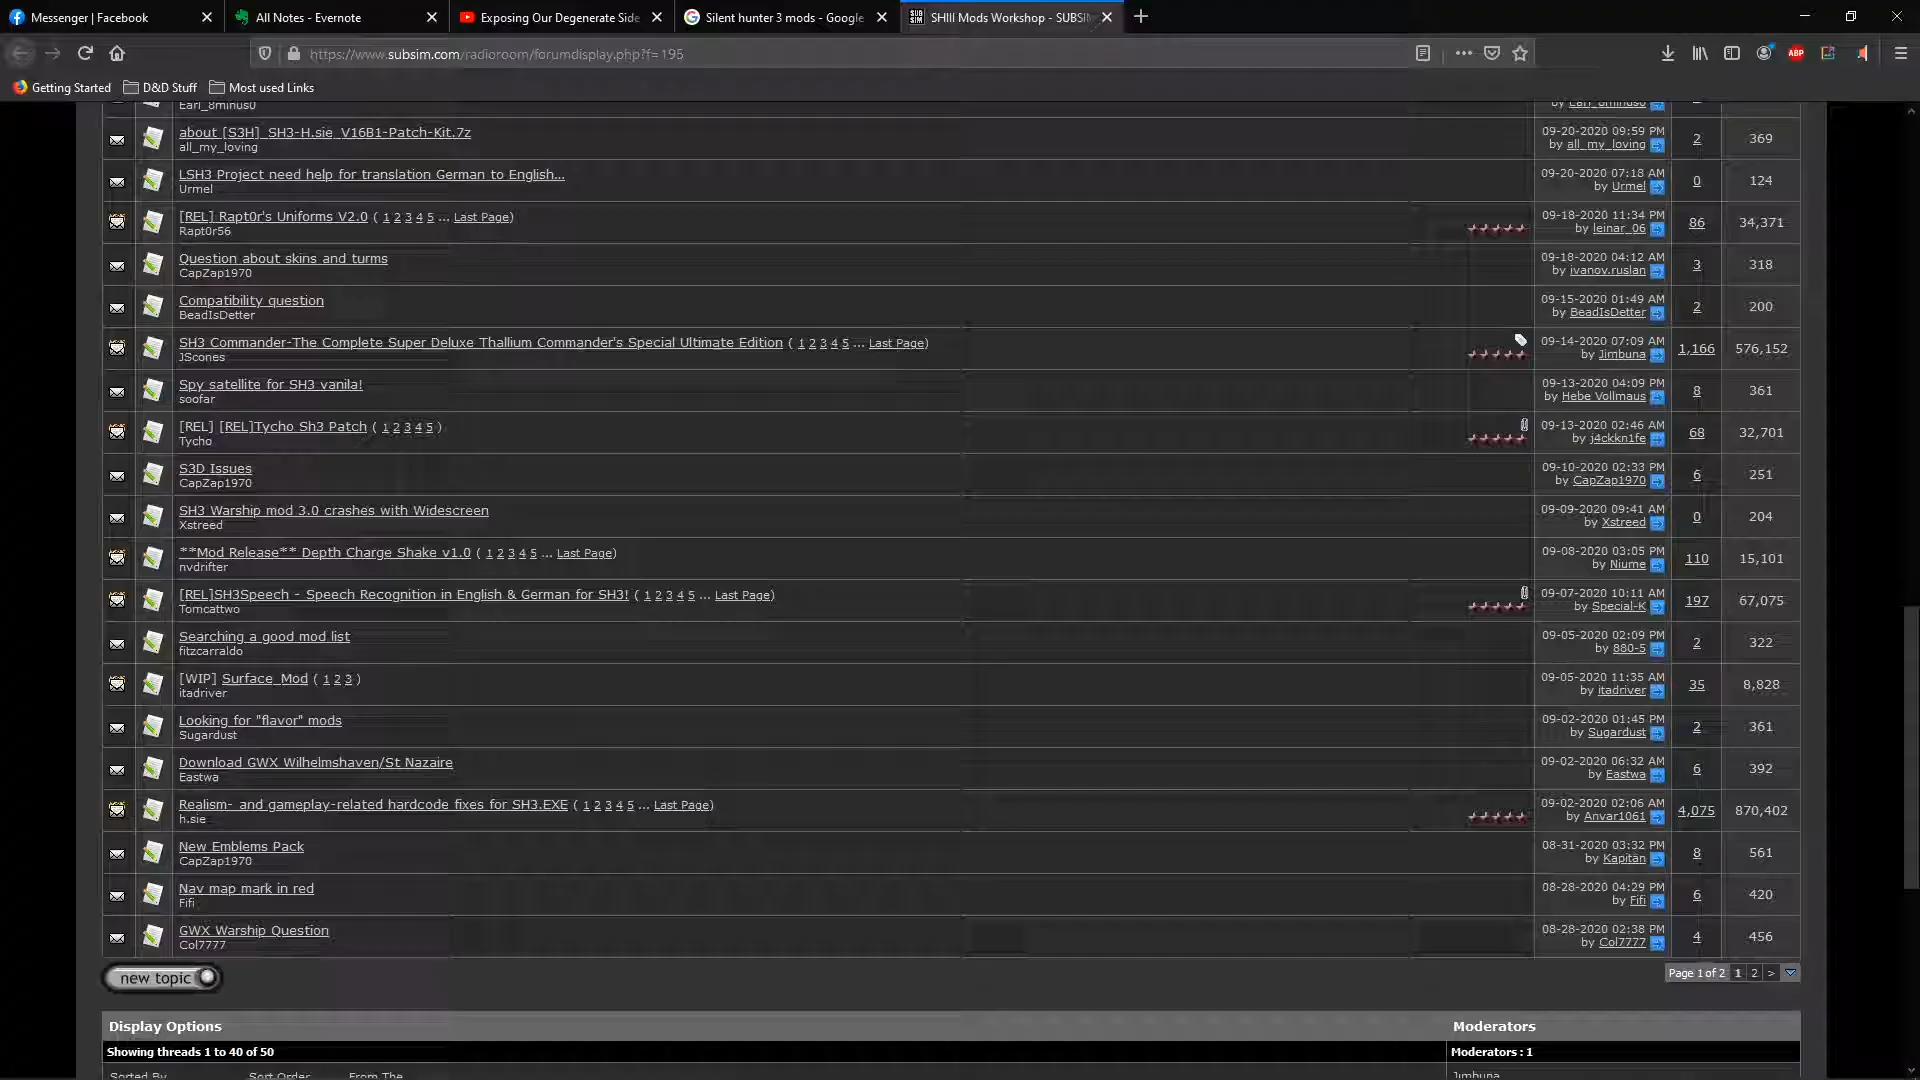 Messenger | Facebook
All Notes - Evernote
Exposing Our Degenerate Side
Silent hunter 3 mods - Google
SHIII Mods Workshop - SUBSIM
https://www.subsim.com/radioroom/forumdisplay.php?f=195
ABP
Getting Started D&D Stuff Most used Links
Earl_8minus0 by Earl_8minus0
about [S3H]_SH3-H.sie_V16B1-Patch-Kit.7z 09-20-2020 09:59 PM 2 369
all_my_loving by all_my_loving
LSH3 Project need help for translation German to English... 09-20-2020 07:18 AM 0 124
Urmel by Urmel
[REL] Rapt0r's Uniforms V2.0 ( 1 2 3 4 5 ... Last Page) 09-18-2020 11:34 PM 86 34,371
Rapt0r56 by leinar_06
Question about skins and turms 09-18-2020 04:12 AM 3 318
CapZap1970 by ivanov.ruslan
Compatibility question 09-15-2020 01:49 AM 2 200
BeadIsDetter by BeadIsDetter
SH3 Commander-The Complete Super Deluxe Thallium Commander's Special Ultimate Edition ( 1 2 3 4 5 ... Last Page) 09-14-2020 07:09 AM 1,166 576,152
JScones by Jimbuna
Spy satellite for SH3 vanila! 09-13-2020 04:09 PM 8 361
soofar by Hebe Vollmaus
[REL] [REL]Tycho Sh3 Patch ( 1 2 3 4 5 ) 09-13-2020 02:46 AM 68 32,701
Tycho by j4ckkn1fe
S3D Issues 09-10-2020 02:33 PM 6 251
CapZap1970 by CapZap1970
SH3 Warship mod 3.0 crashes with Widescreen 09-09-2020 09:41 AM 0 204
Xstreed by Xstreed
**Mod Release** Depth Charge Shake v1.0 ( 1 2 3 4 5 ... Last Page) 09-08-2020 03:05 PM 110 15,101
nvdrifter by Niume
[REL]SH3Speech - Speech Recognition in English & German for SH3! ( 1 2 3 4 5 ... Last Page) 09-07-2020 10:11 AM 197 67,075
Tomcattwo by Special-K
Searching a good mod list 09-05-2020 02:09 PM 2 322
fitzcarraldo by 880-5
[WIP] Surface_Mod ( 1 2 3 ) 09-05-2020 11:35 AM 35 8,828
itadriver by itadriver
Looking for "flavor" mods 09-02-2020 01:45 PM 2 361
Sugardust by Sugardust
Download GWX Wilhelmshaven/St Nazaire 09-02-2020 06:32 AM 6 392
Eastwa by Eastwa
Realism- and gameplay-related hardcode fixes for SH3.EXE ( 1 2 3 4 5 ... Last Page) 09-02-2020 02:06 AM 4,075 870,402
h.sie by Anvar1061
New Emblems Pack 08-31-2020 03:32 PM 8 561
CapZap1970 by Kapitän
Nav map mark in red 08-28-2020 04:29 PM 6 420
Fifi by Fifi
GWX Warship Question 08-28-2020 02:38 PM 4 456
Col7777 by Col7777
new topic Page 1 of 2 1 2 >
Display Options Moderators
Showing threads 1 to 40 of 50 Moderators : 1
Sorted By Sort Order From The Jimbuna